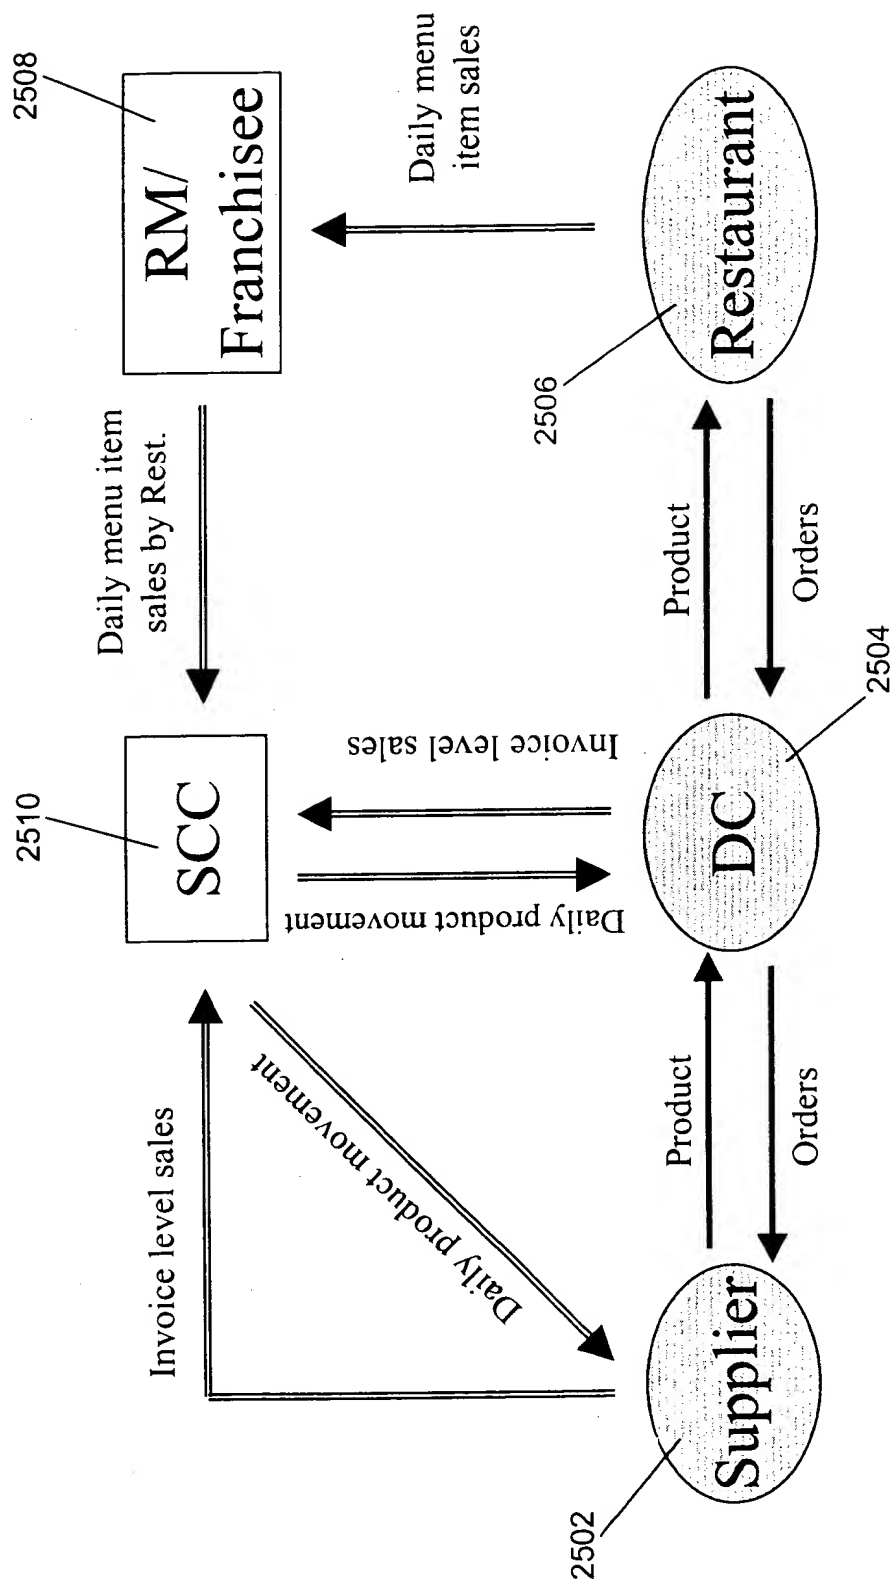 2510
2508
SCC
RM/
Franchisee
Invoice level sales
Daily menu item
sales by Rest.
Daily product movement
Daily product movement
Invoice level sales
Daily menu
item sales
2506
Product
Product
2502
Supplier
DC
Restaurant
Orders
Orders
2504